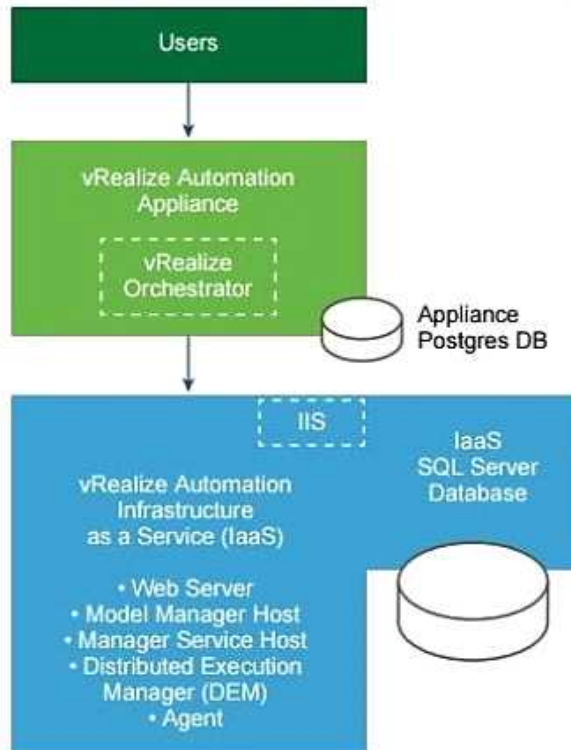 Users
vRealize Automation
Appliance
vRealize
Orchestrator
Appliance
Postgres DB
IIS
IaaS
SQL Server
Database
vRealize Automation
Infrastructure
as a Service (IaaS)
• Web Server
• Model Manager Host
• Manager Service Host
• Distributed Execution
Manager (DEM)
• Agent